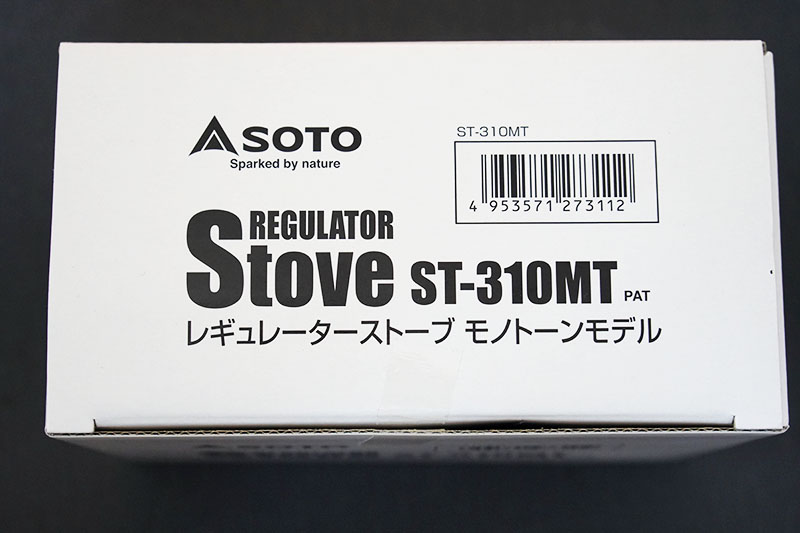 SOTO
Sparked by nature
ST-310MT
4 953571 273112
REGULATOR
Stove ST-310MT PAT
レギュレーターストーブ モノトーンモデル